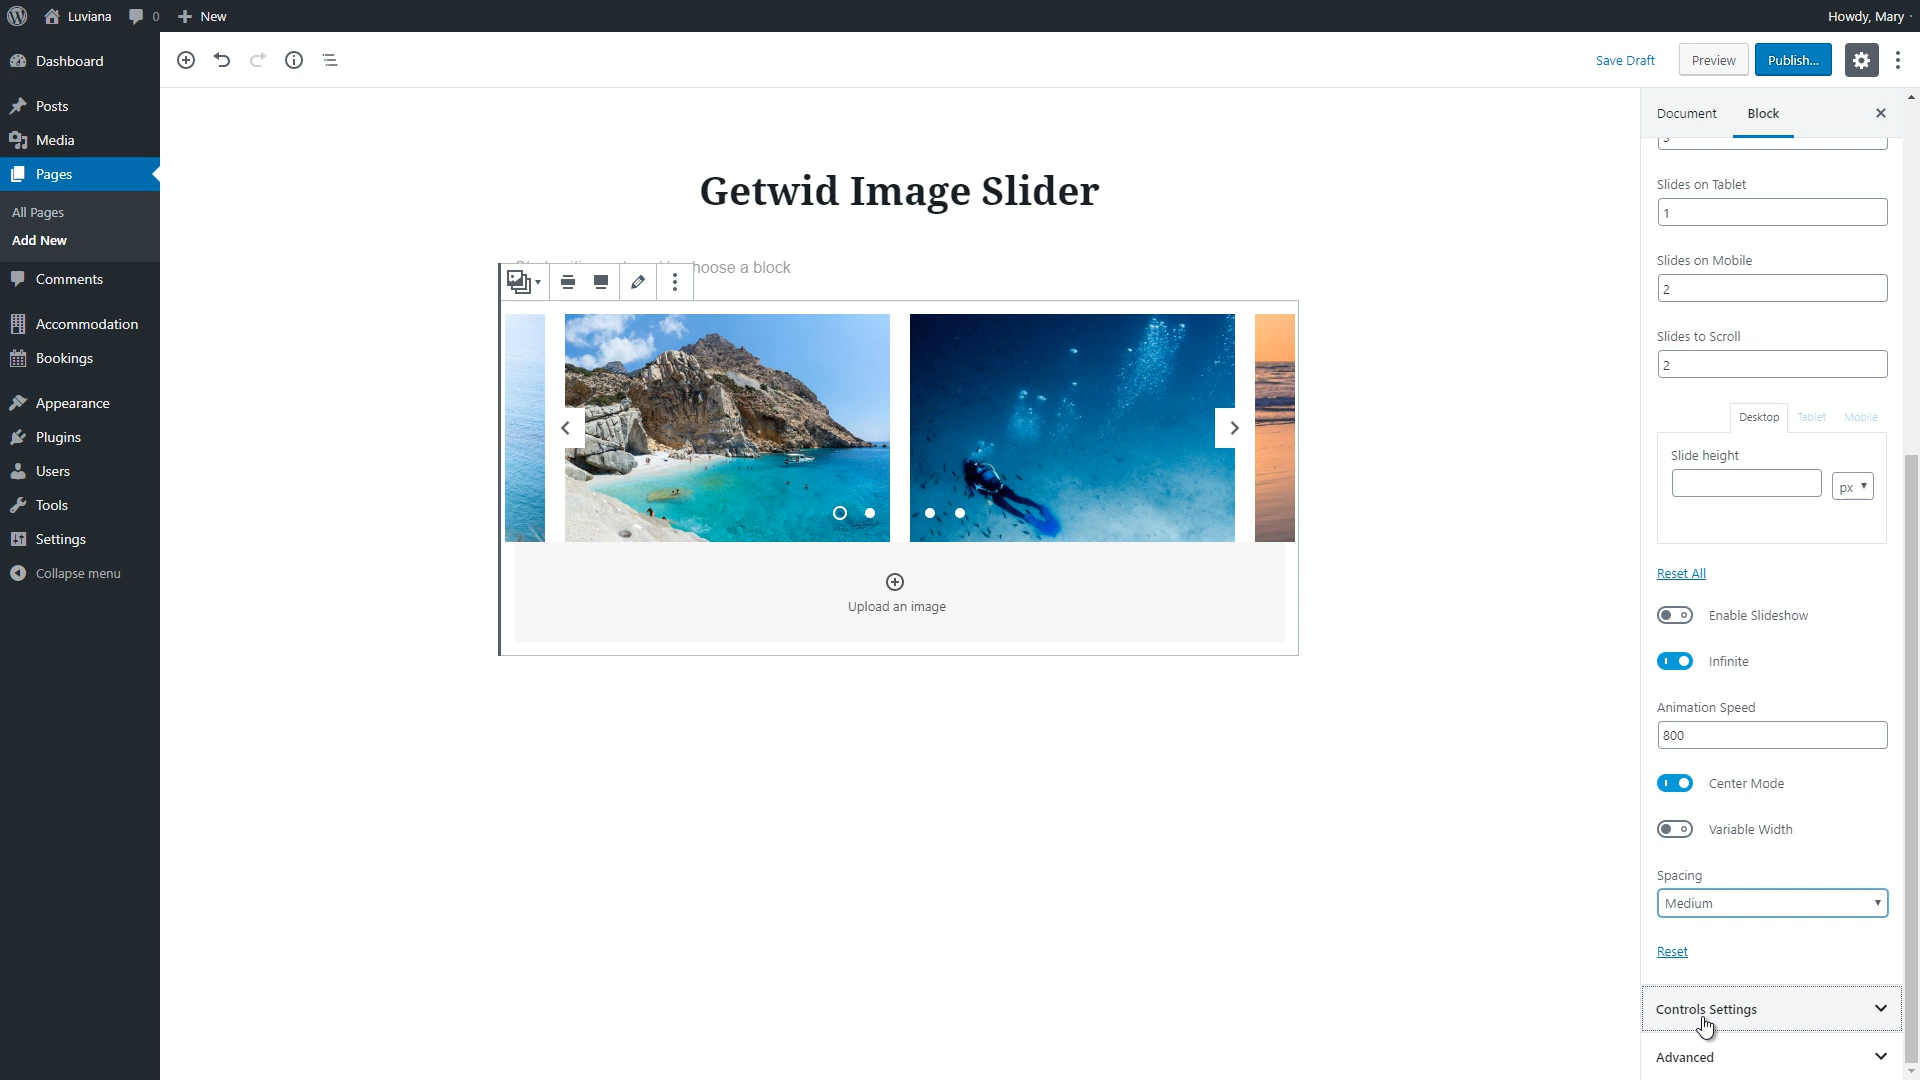 Luviana 0 New Howdy, Mary
Dashboard
Posts
Media
Pages
All Pages
Add New
Comments
Accommodation
Bookings
Appearance
Plugins
Users
Tools
Settings
Collapse menu
Save Draft Preview Publish...
Getwid Image Slider
hoose a block
Upload an image
Document Block
Slides on Tablet
1
Slides on Mobile
2
Slides to Scroll
2
Desktop Tablet Mobile
Slide height
px
Reset All
Enable Slideshow
Infinite
Animation Speed
800
Center Mode
Variable Width
Spacing
Medium
Reset
Controls Settings
Advanced